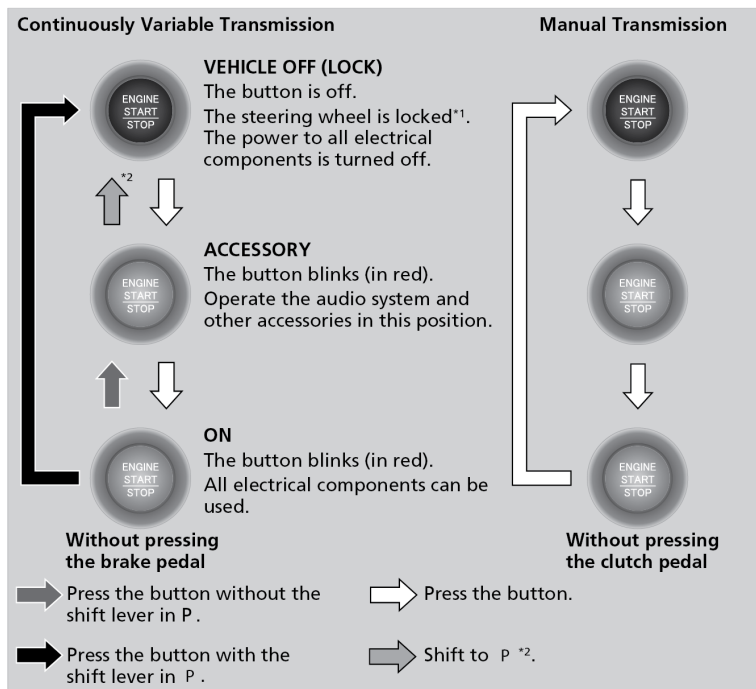 Continuously Variable Transmission
Manual Transmission
ENGINE
START
STOP
VEHICLE OFF (LOCK)
The button is off.
The steering wheel is locked*1.
The power to all electrical
components is turned off.
ENGINE
START
STOP
*2
ENGINE
START
STOP
ACCESSORY
The button blinks (in red).
Operate the audio system and
other accessories in this position.
ENGINE
START
STOP
ENGINE
START
STOP
ON
The button blinks (in red).
All electrical components can be
used.
ENGINE
START
STOP
Without pressing
the brake pedal
Without pressing
the clutch pedal
Press the button without the
shift lever in P .
Press the button.
Press the button with the
shift lever in P .
Shift to P *2.